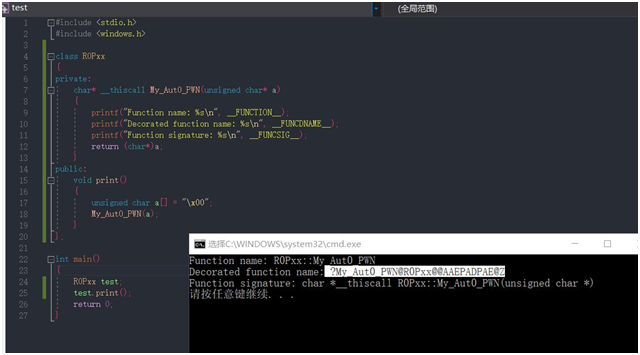 test
(全局范围)
1 #include <stdio.h>
2 #include <windows.h>
3
4 class ROPxx
5 {
6 private:
7 char* __thiscall My_Aut0_PWN(unsigned char* a)
8 {
9 printf("Function name: %s\n", __FUNCTION__);
10 printf("Decorated function name: %s\n", __FUNCDNAME__);
11 printf("Function signature: %s\n", __FUNCSIG__);
12 return (char*)a;
13 }
14 public:
15 void print()
16 {
17 unsigned char a[] = "\x00";
18 My_Aut0_PWN(a);
19 }
20 };
21
22 int main()
23 {
24 ROPxx test;
25 test.print();
26 return 0;
27 }
选择C:\WINDOWS\system32\cmd.exe
Function name: ROPxx::My_Aut0_PWN
Decorated function name: ?My_Aut0_PWN@ROPxx@@AAEPADPAE@Z
Function signature: char *__thiscall ROPxx::My_Aut0_PWN(unsigned char *)
请按任意键继续. . .